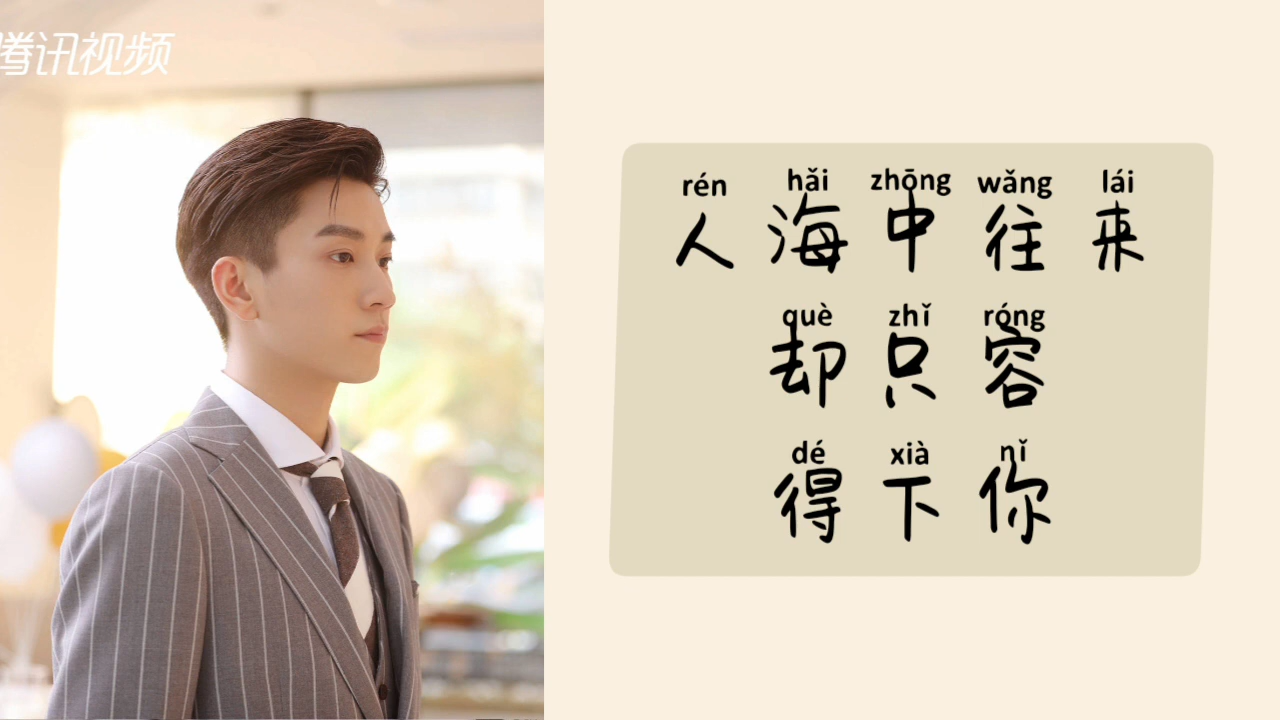 腾讯视频
rén hǎi zhōng wǎng lái
人海中往来
què zhǐ róng
却只容
dé xià nǐ
得下你